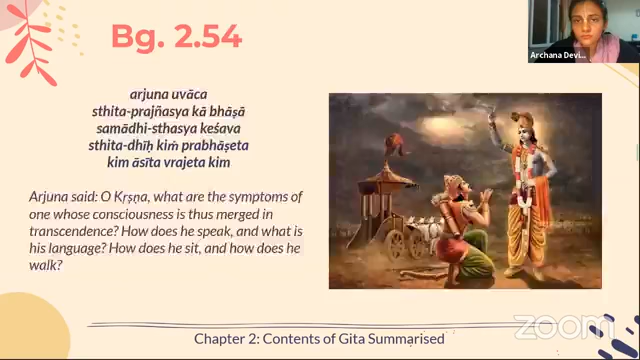 Bg. 2.54
Archana Devi...
arjuna uvāca
sthita-prajñasya kā bhāṣā
samādhi-sthasya keśava
sthita-dhīḥ kiṁ prabhāṣeta
kim āsīta vrajeta kim
Arjuna said: O Kṛṣṇa, what are the symptoms of
one whose consciousness is thus merged in
transcendence? How does he speak, and what is
his language? How does he sit, and how does he
walk?
Chapter 2: Contents of Gita Summarised
zoom